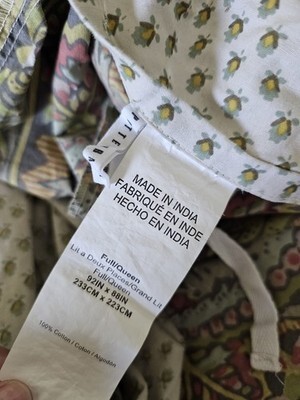 MADE IN INDIA
FABRIQUÉ EN INDE
HECHO EN INDIA
Full/Queen
Lit à Deux Places/Grand Lit
Full/Queen
92IN x 88IN
233CM x 223CM
100% Cotton / Coton / Algodón